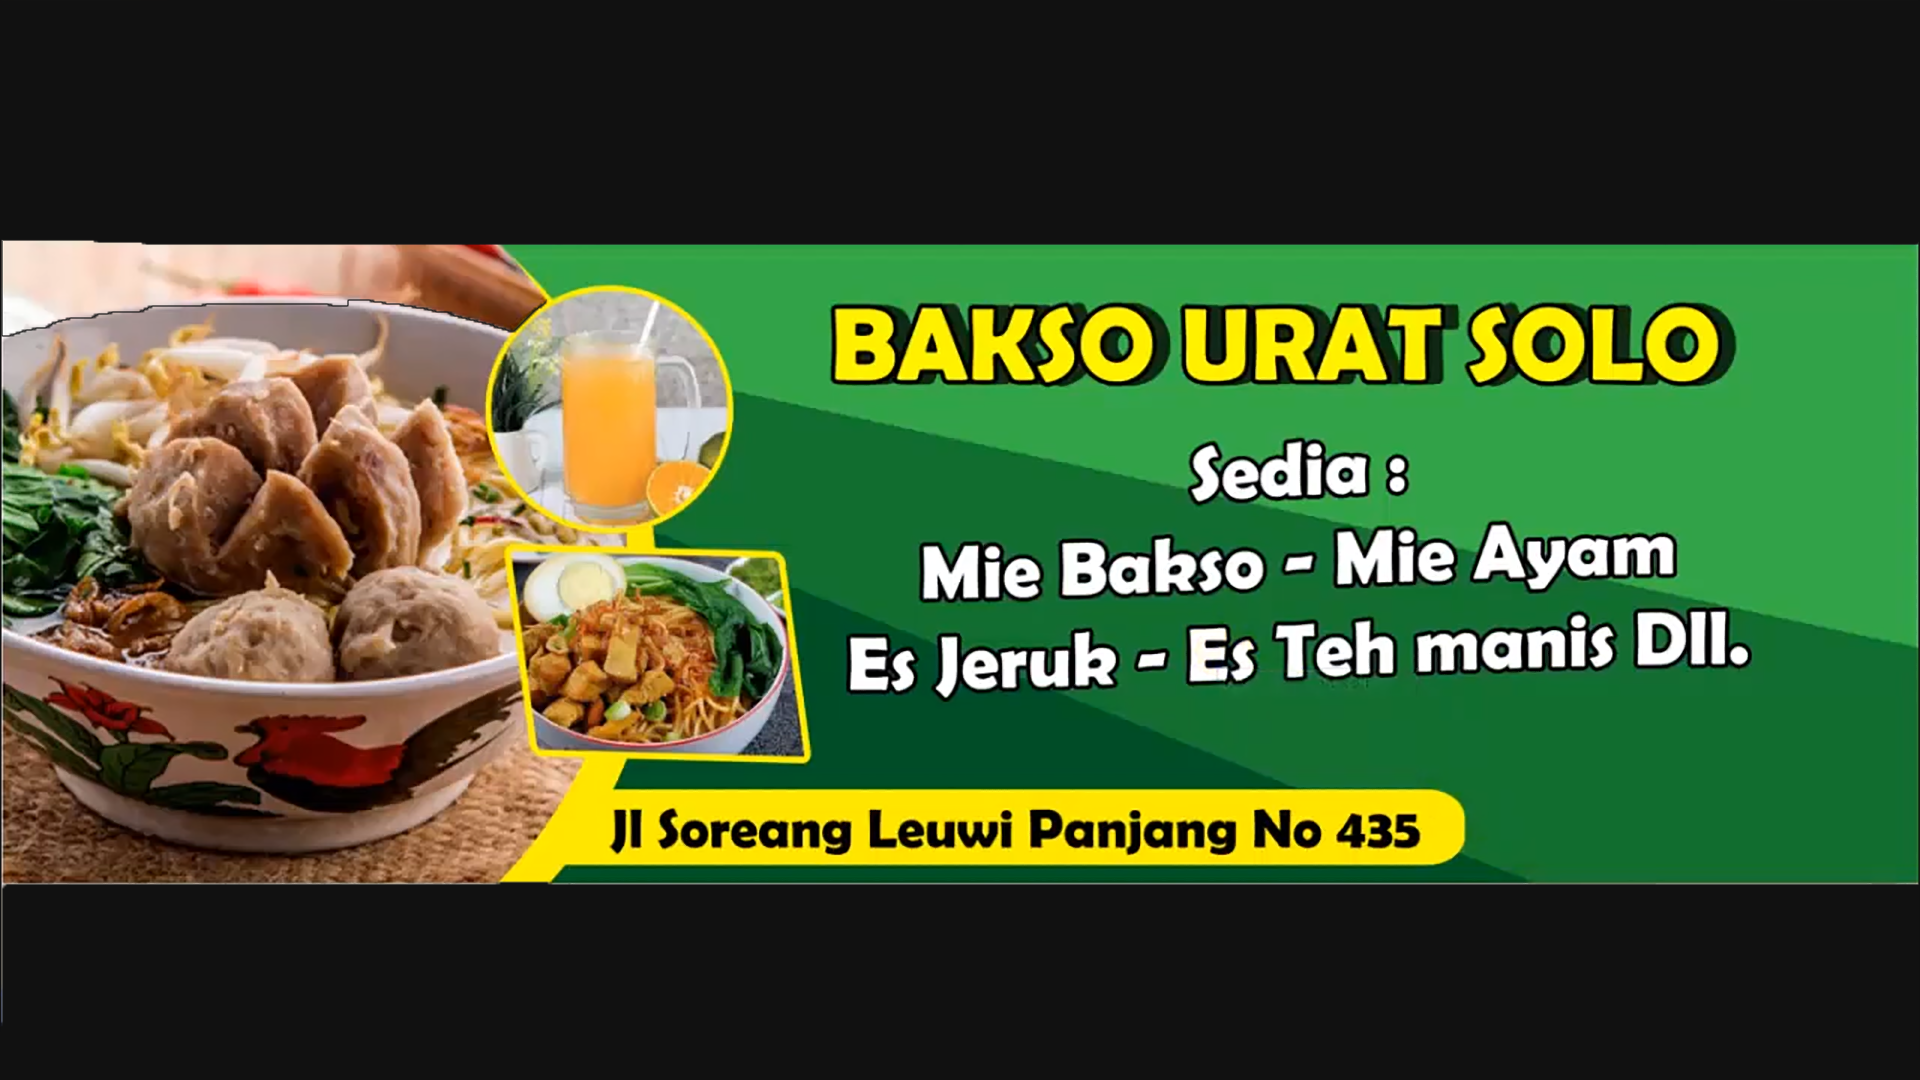 BAKSO URAT SOLO
Sedia :
Mie Bakso - Mie Ayam
Es Jeruk - Es Teh manis Dll.
Jl Soreang Leuwi Panjang No 435